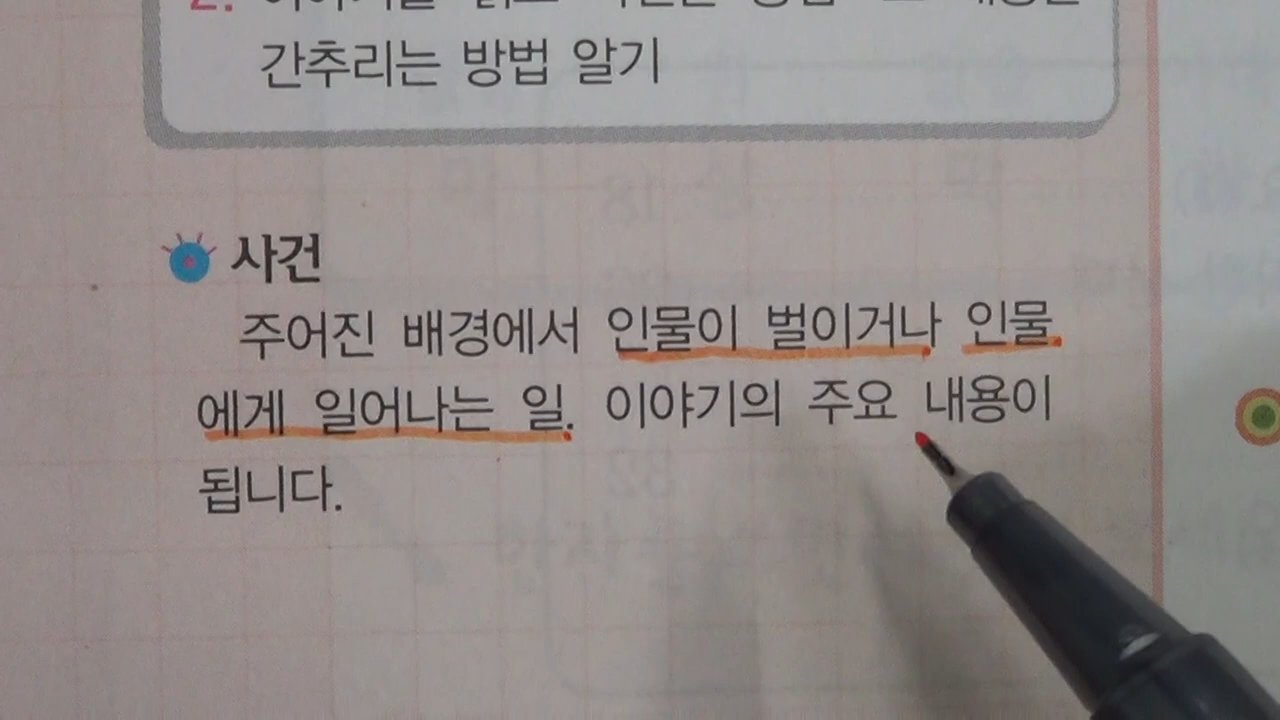 2.
간추리는 방법 알기
사건
주어진 배경에서 인물이 벌이거나 인물
에게 일어나는 일. 이야기의 주요 내용이
됩니다.